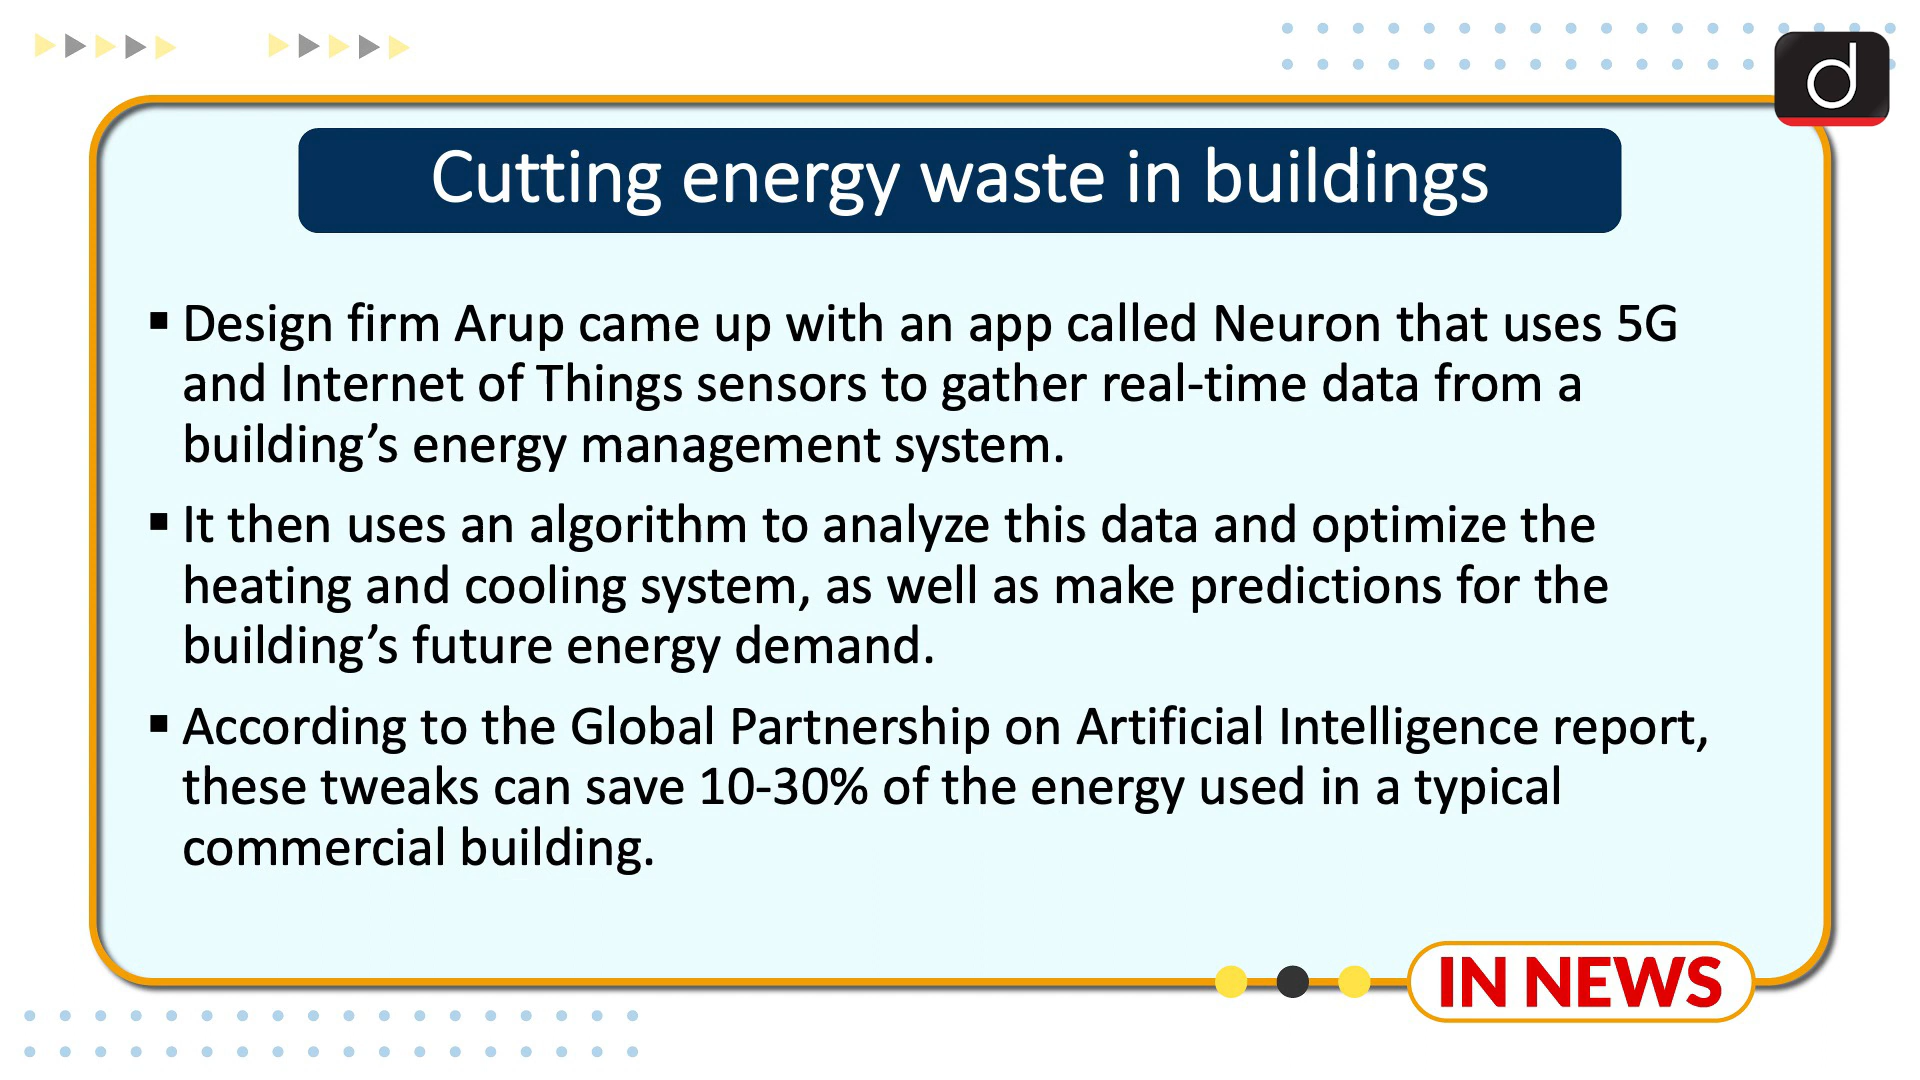 d
Cutting energy waste in buildings
▪ Design firm Arup came up with an app called Neuron that uses 5G
and Internet of Things sensors to gather real-time data from a
building’s energy management system.
▪ It then uses an algorithm to analyze this data and optimize the
heating and cooling system, as well as make predictions for the
building’s future energy demand.
▪ According to the Global Partnership on Artificial Intelligence report,
these tweaks can save 10-30% of the energy used in a typical
commercial building.
IN NEWS